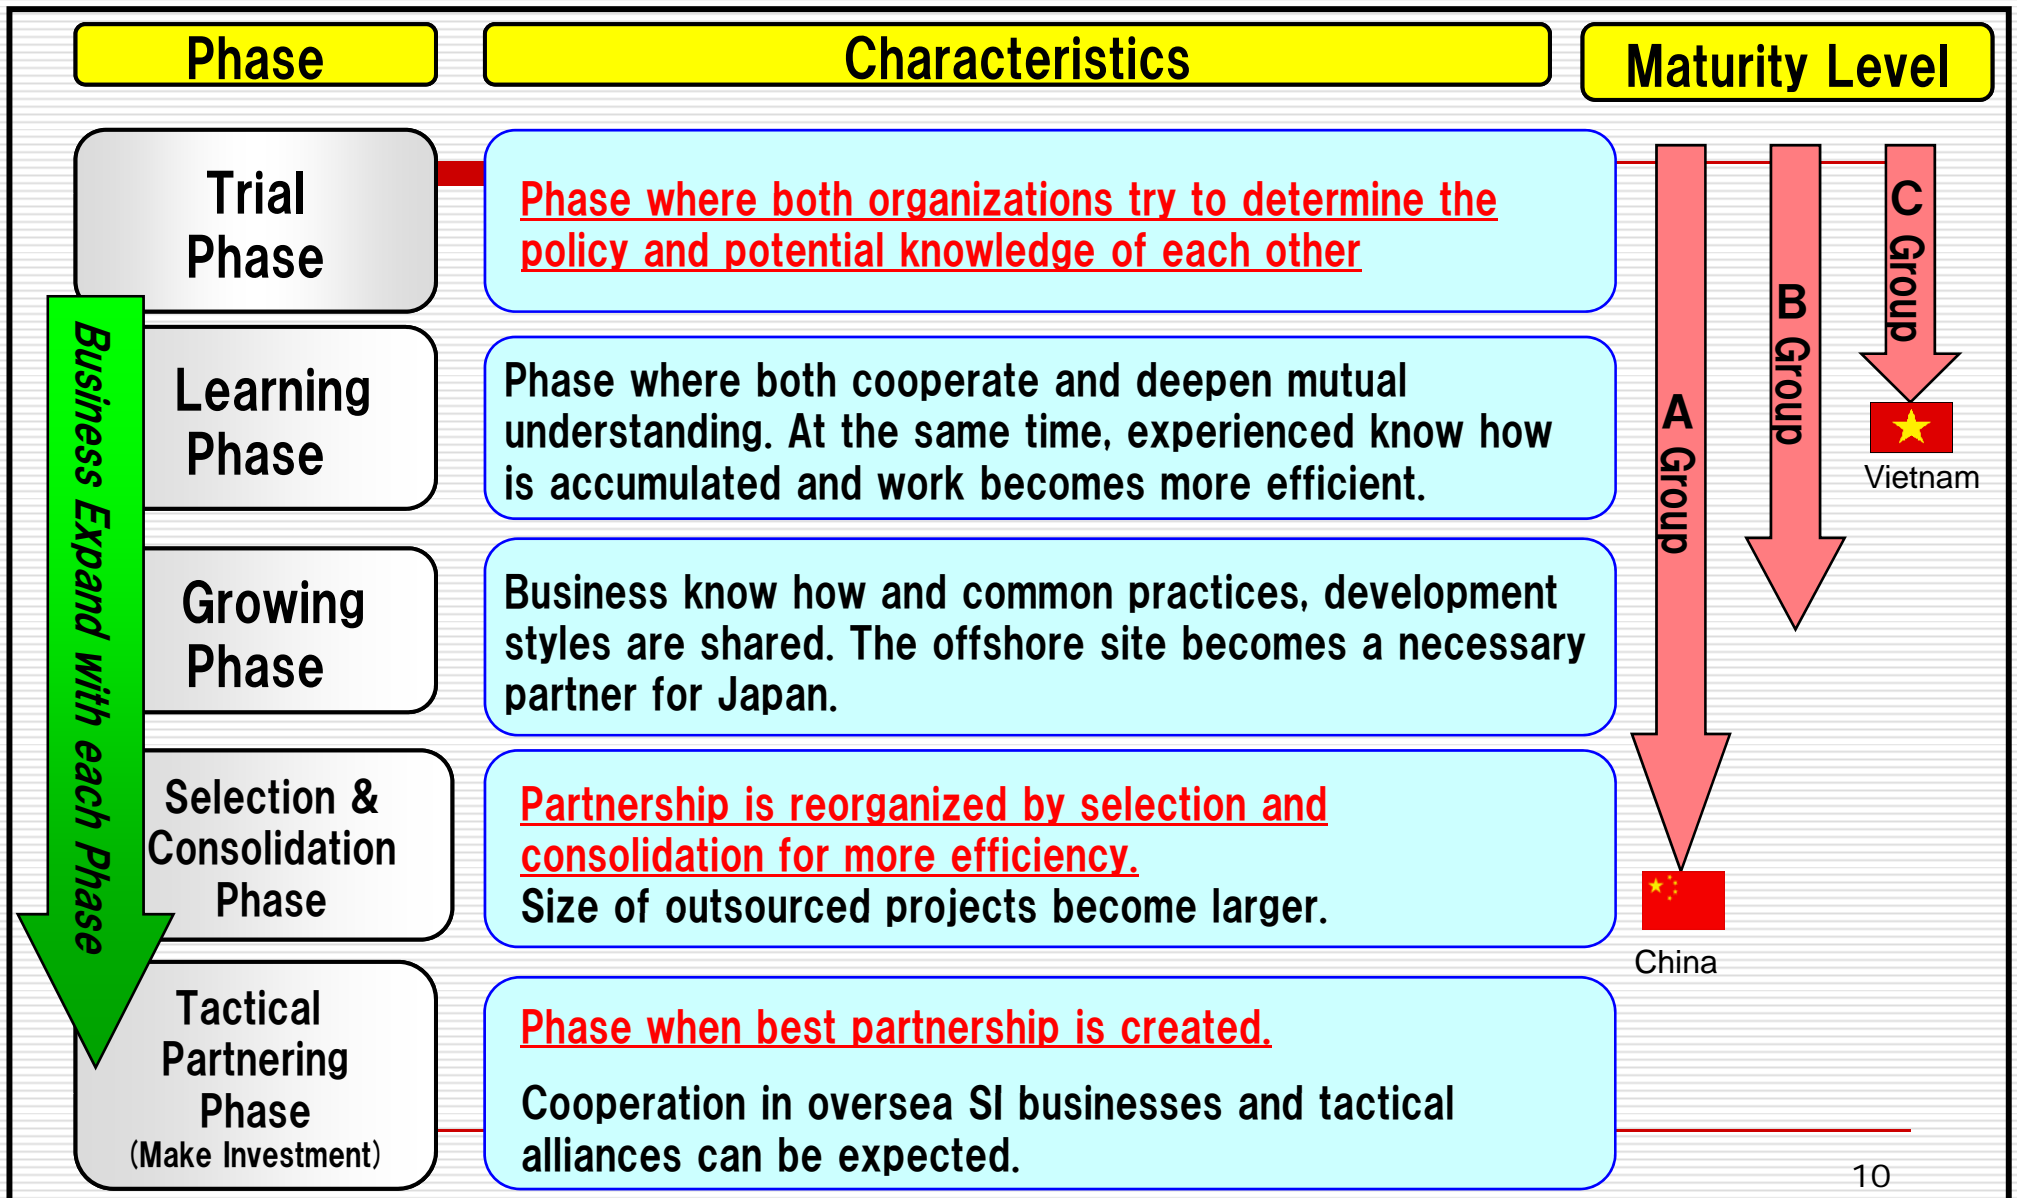 Phase
Characteristics
Maturity Level
Trial
Phase
Phase where both organizations try to determine the
policy and potential knowledge of each other
Learning
Phase
Phase where both cooperate and deepen mutual
understanding. At the same time, experienced know how
is accumulated and work becomes more efficient.
Growing
Phase
Business know how and common practices, development
styles are shared. The offshore site becomes a necessary
partner for Japan.
Selection &
Consolidation
Phase
Partnership is reorganized by selection and
consolidation for more efficiency.
Size of outsourced projects become larger.
Tactical
Partnering
Phase
(Make Investment)
Phase when best partnership is created.
Cooperation in oversea SI businesses and tactical
alliances can be expected.
Business Expand with each Phase
A Group
B Group
C Group
Vietnam
China
10